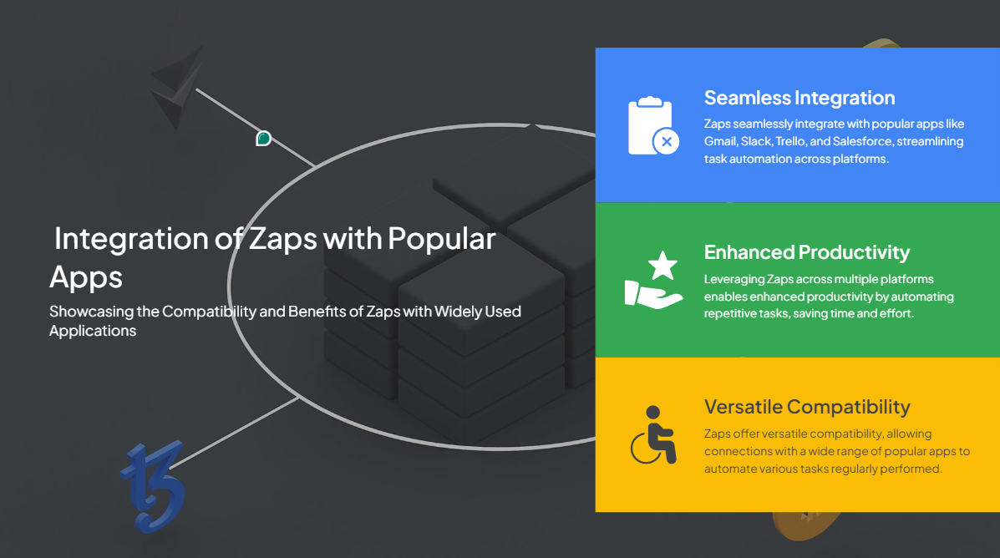 Integration of Zaps with Popular
Apps
Showcasing the Compatibility and Benefits of Zaps with Widely Used
Applications
Seamless Integration
Zaps seamlessly integrate with popular apps like
Gmail, Slack, Trello, and Salesforce, streamlining
task automation across platforms.
Enhanced Productivity
Leveraging Zaps across multiple platforms
enables enhanced productivity by automating
repetitive tasks, saving time and effort.
Versatile Compatibility
Zaps offer versatile compatibility, allowing
connections with a wide range of popular apps to
automate various tasks regularly performed.